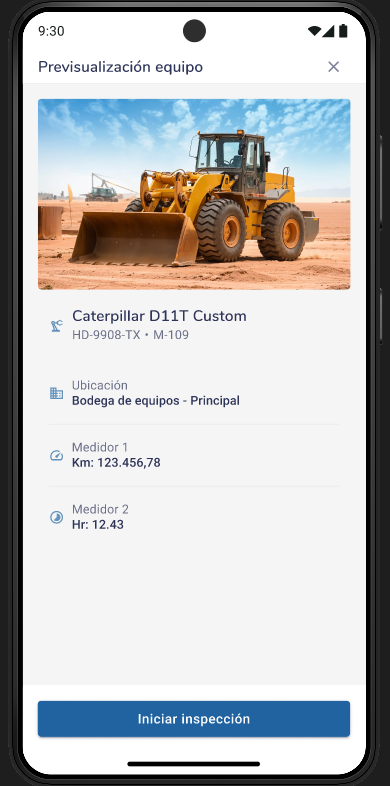 9:30
Previsualización equipo
Caterpillar D11T Custom
HD-9908-TX • M-109
Ubicación
Bodega de equipos - Principal
Medidor 1
Km: 123.456,78
Medidor 2
Hr: 12.43
Iniciar inspección